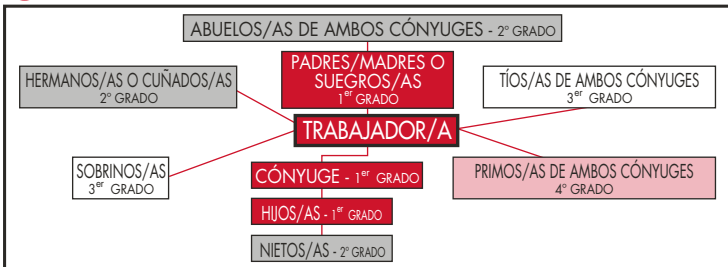 ABUELOS/AS DE AMBOS CÓNYUGES - 2º GRADO
PADRES/MADRES O
SUEGROS/AS
1er GRADO
HERMANOS/AS O CUÑADOS/AS
2º GRADO
TÍOS/AS DE AMBOS CÓNYUGES
3er GRADO
TRABAJADOR/A
SOBRINOS/AS
3er GRADO
CÓNYUGE - 1er GRADO
PRIMOS/AS DE AMBOS CÓNYUGES
4º GRADO
HIJOS/AS - 1er GRADO
NIETOS/AS - 2º GRADO